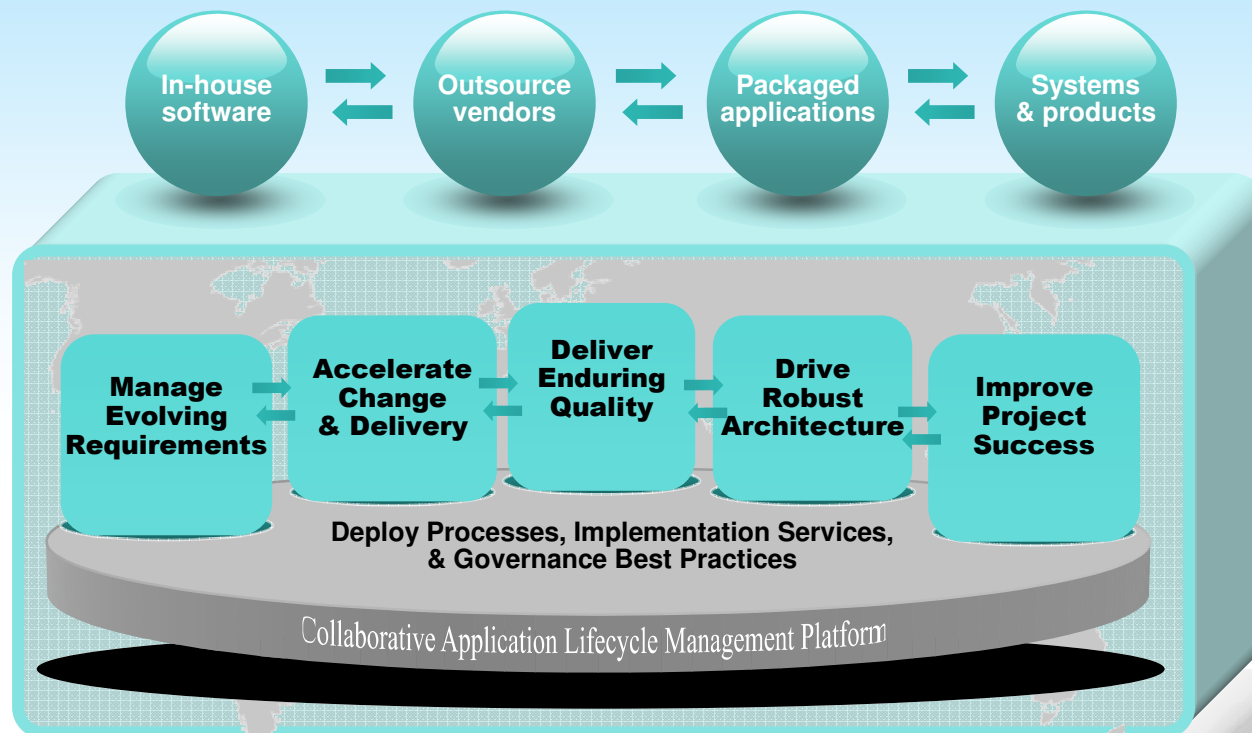 In-house
software
Outsource
vendors
Packaged
applications
Systems
& products
Manage
Evolving
Requirements
Accelerate
Change
& Delivery
Deliver
Enduring
Quality
Drive
Robust
Architecture
Improve
Project
Success
Deploy Processes, Implementation Services,
& Governance Best Practices
Collaborative Application Lifecycle Management Platform